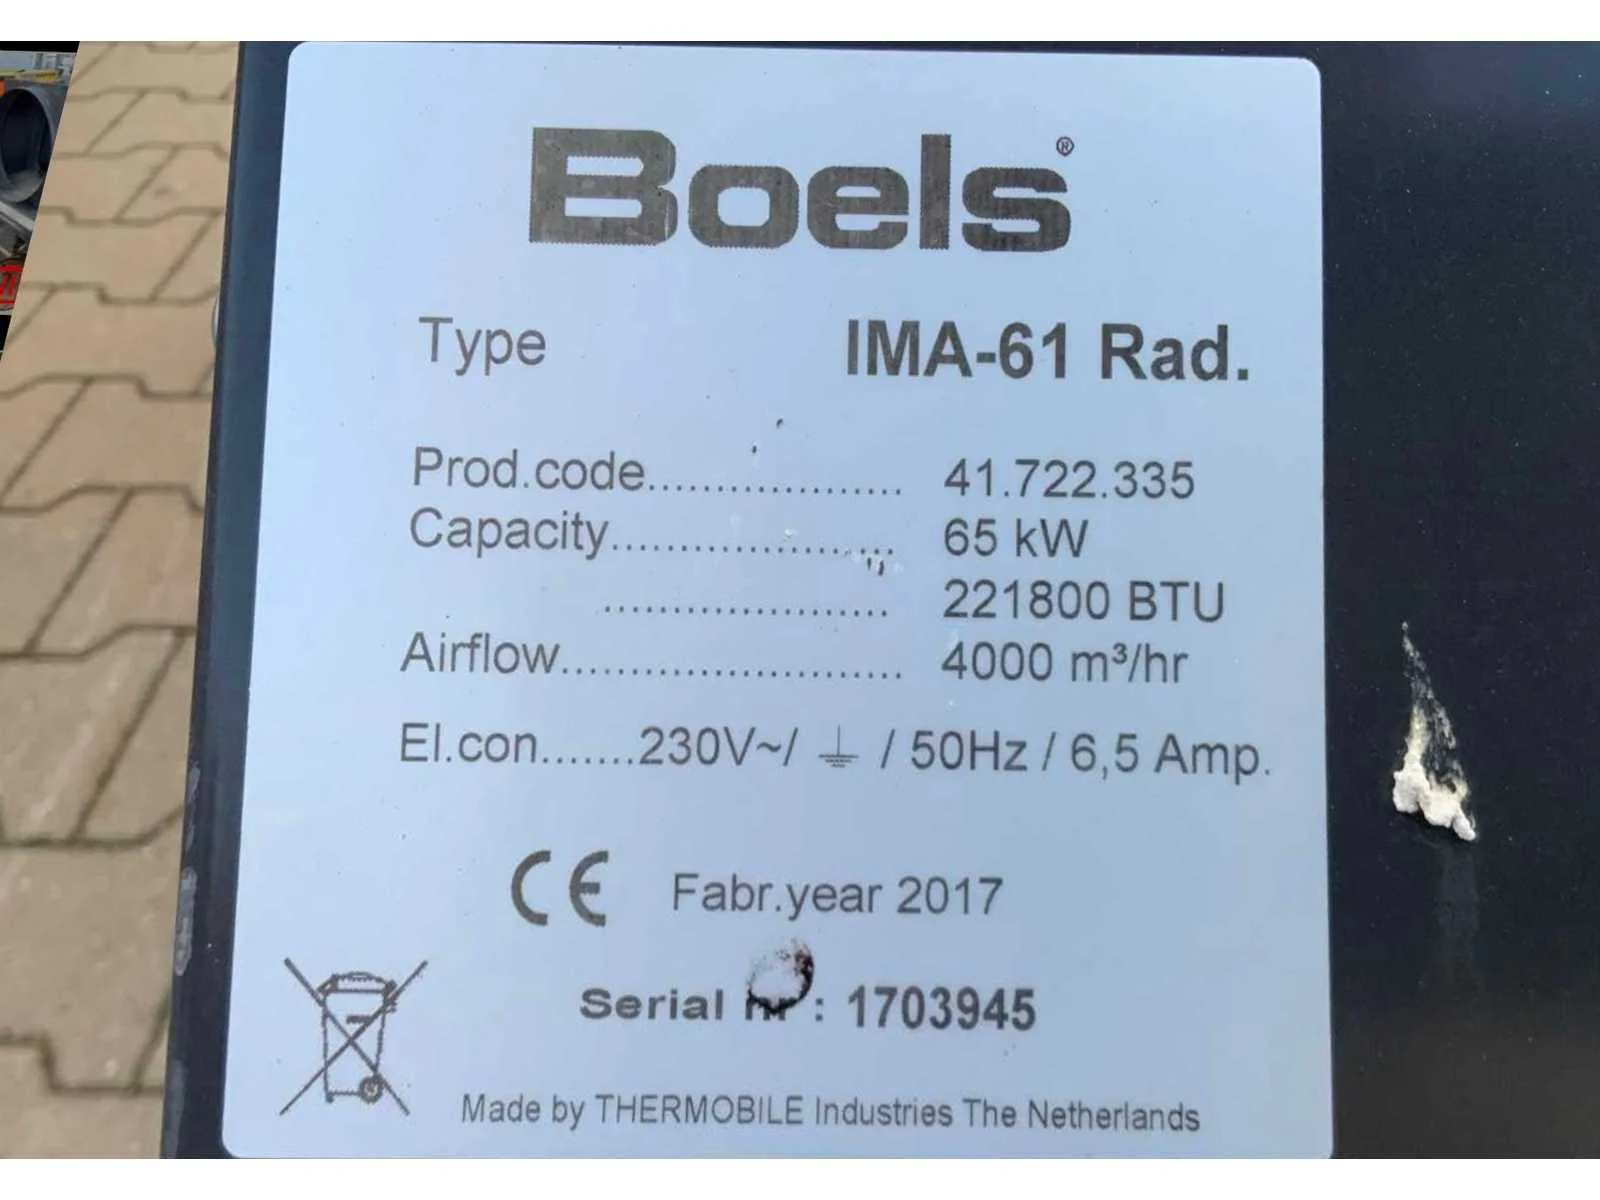 Boels®
Type IMA-61 Rad.
Prod.code................... 41.722.335
Capacity..................... 65 kW
..................... 221800 BTU
Airflow......................... 4000 m³/hr
El.con.......230V~/ ⏚ / 50Hz / 6,5 Amp.
CE Fabr.year 2017
Serial nr : 1703945
Made by THERMOBILE Industries The Netherlands